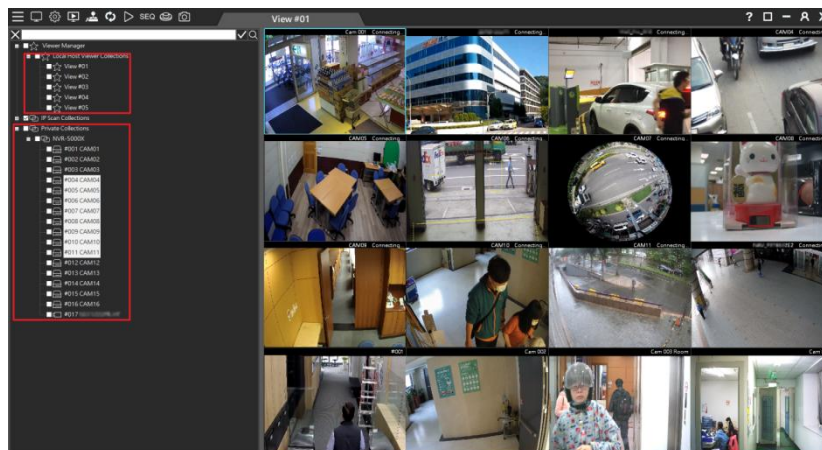 SEQ
View #01
?
Viewer Manager
Local Host Viewer Collections
View #01
View #02
View #03
View #04
View #05
IP Scan Collections
Private Collections
NVR-5000X
#001 CAM01
#002 CAM02
#003 CAM03
#004 CAM04
#005 CAM05
#006 CAM06
#007 CAM07
#008 CAM08
#009 CAM09
#010 CAM10
#011 CAM11
#012 CAM12
#013 CAM13
#014 CAM14
#015 CAM15
#016 CAM16
#017
Cam 001 Connecting...
Connecting...
Connecting...
CAM04 Connecting...
CAM05 Connecting...
CAM06 Connecting...
CAM07 Connecting...
CAM08 Connecting...
CAM09 Connecting...
CAM10 Connecting...
CAM11 Connecting...
Connecting...
#001
Cam 002
Cam 003 Room
Cam